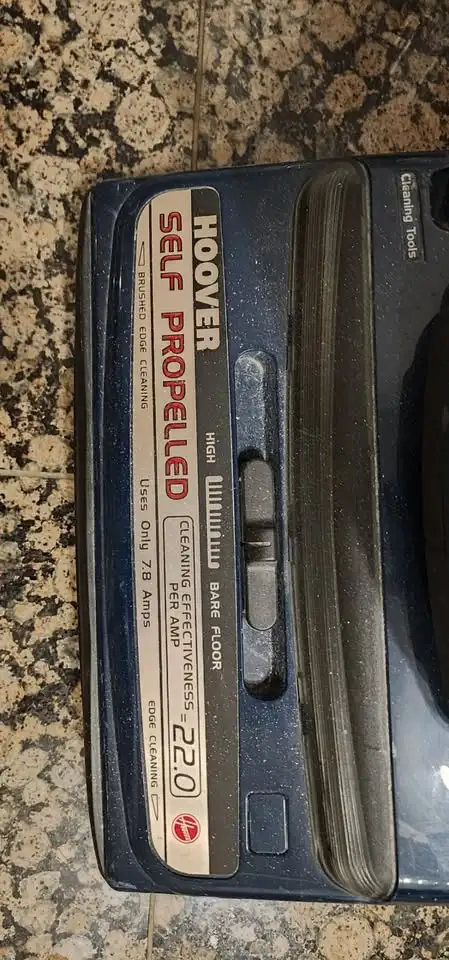 HOOVER
SELF PROPELLED
HIGH BARE FLOOR
CLEANING EFFECTIVENESS = 22.0
PER AMP
BRUSHED EDGE CLEANING
Uses Only 7.8 Amps
EDGE CLEANING
Hoover
Cleaning Tools